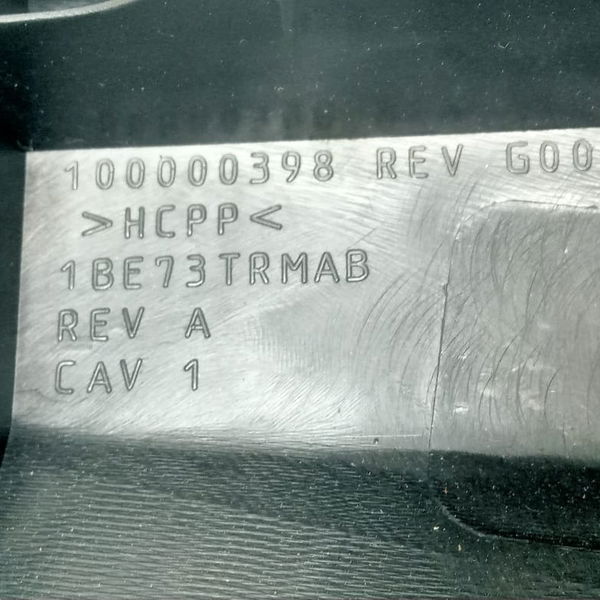 100000398 REV G00
>HCPP<
1BE73TRMAB
REV A
CAV 1